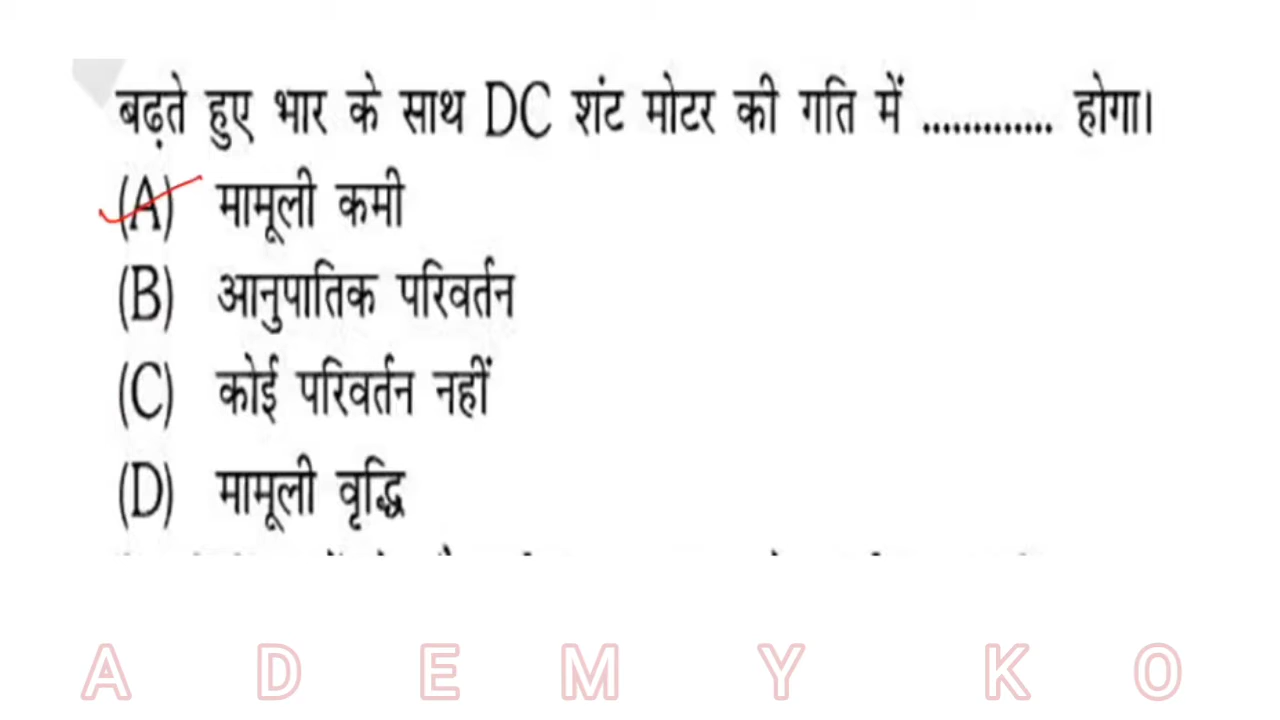 बढ़ते हुए भार के साथ DC शंट मोटर की गति में ............. होगा।
(A) मामूली कमी
(B) आनुपातिक परिवर्तन
(C) कोई परिवर्तन नहीं
(D) मामूली वृद्धि
A D E M Y K O